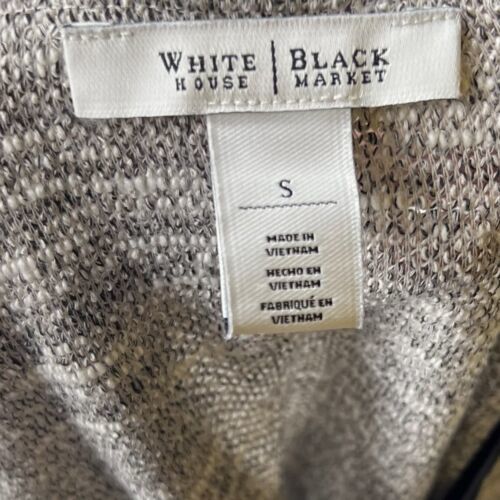 WHITE | BLACK
HOUSE | MARKET
S
MADE IN
VIETNAM
HECHO EN
VIETNAM
FABRIQUÉ EN
VIETNAM